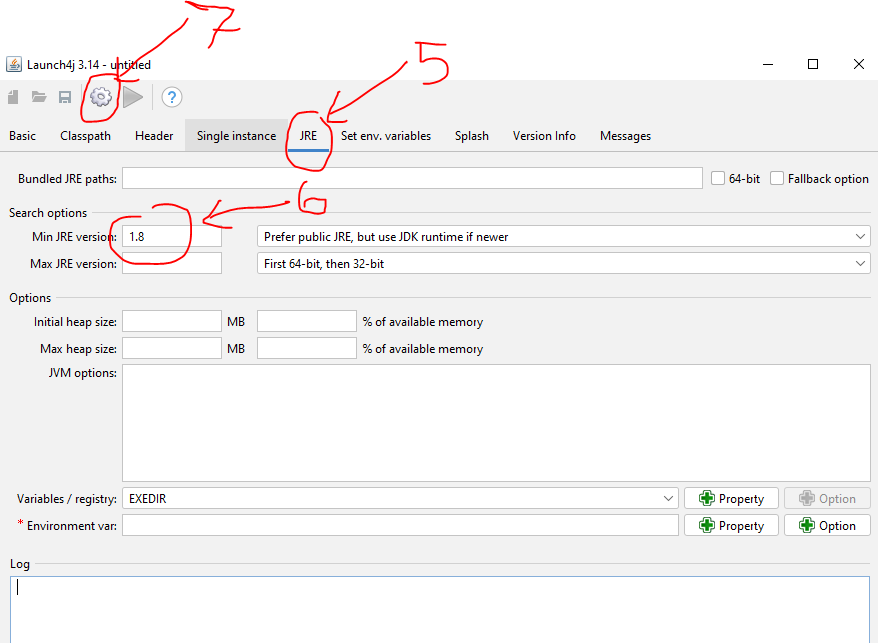 7
Launch4j 3.14 - untitled
5
?
Basic Classpath Header Single instance JRE Set env. variables Splash Version Info Messages
Bundled JRE paths: 64-bit Fallback option
6
Search options
Min JRE version: 1.8 Prefer public JRE, but use JDK runtime if newer
Max JRE version: First 64-bit, then 32-bit
Options
Initial heap size: MB % of available memory
Max heap size: MB % of available memory
JVM options:
Variables / registry: EXEDIR Property Option
* Environment var: Property Option
Log